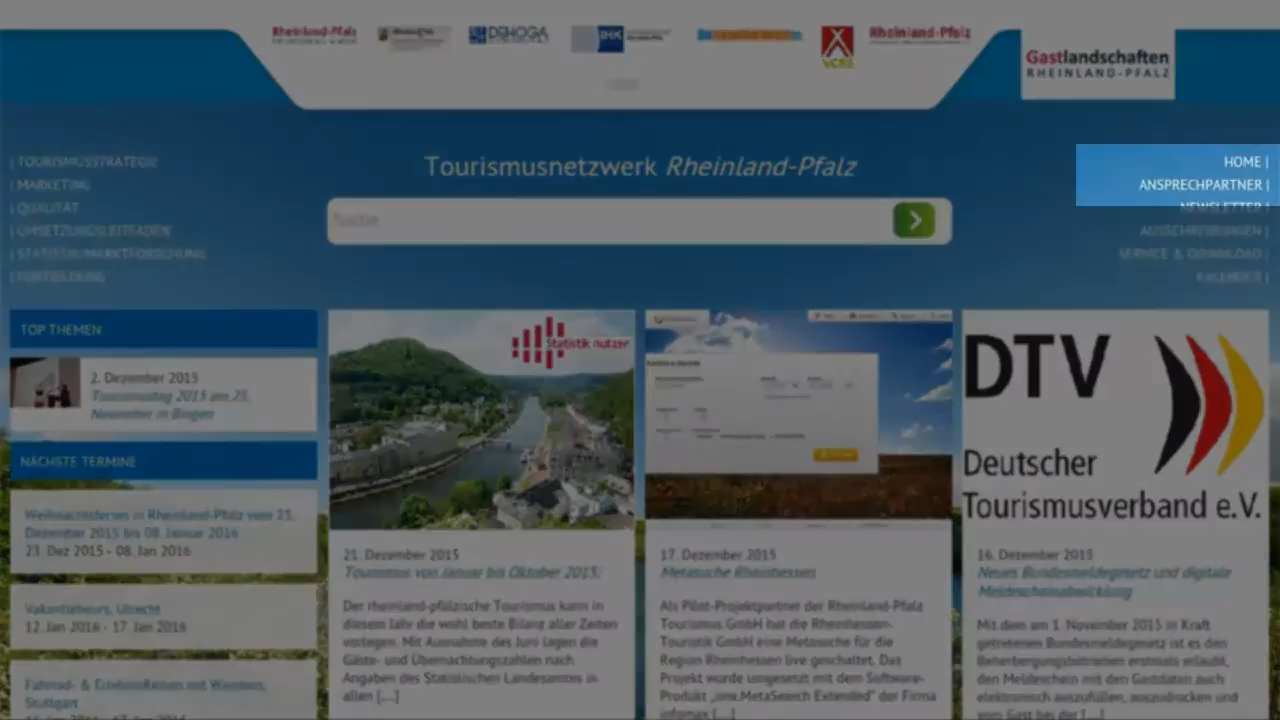 Rheinland-Pfalz
DEHOGA
IHK
VCRP
Rheinland-Pfalz
Gastlandschaften
RHEINLAND-PFALZ
| TOURISMUSSTRATEGIE
| MARKETING
| QUALITÄT
| UMSETZUNGSLEITFADEN
| STATISTIK/MARKTFORSCHUNG
| FORTBILDUNG
Tourismusnetzwerk Rheinland-Pfalz
Suche
HOME |
ANSPRECHPARTNER |
NEWSLETTER |
AUSSCHREIBUNGEN |
SERVICE & DOWNLOAD |
KALENDER |
TOP THEMEN
2. Dezember 2015
Tourismustag 2015 am 25.
November in Bingen
NÄCHSTE TERMINE
Weihnachtsferien in Rheinland-Pfalz vom 23.
Dezember 2015 bis 08. Januar 2016
23. Dez 2015 - 08. Jan 2016
Vakantiebeurs, Utrecht
12. Jan 2016 - 17. Jan 2016
Fahrrad- & ErlebnisReisen mit Wandern,
Stuttgart
Statistik nutzen
21. Dezember 2015
Tourismus von Januar bis Oktober 2015:
Der rheinland-pfälzische Tourismus kann in
diesem Jahr die wohl beste Bilanz aller Zeiten
vorlegen. Mit Ausnahme des Juni lagen die
Gäste- und Übernachtungszahlen nach
Angaben des Statistischen Landesamtes in
allen [...]
17. Dezember 2015
Metasuche Rheinhessen
Als Pilot-Projektpartner der Rheinland-Pfalz
Tourismus GmbH hat die Rheinhessen-
Touristik GmbH eine Metasuche für die
Region Rheinhessen live geschaltet. Das
Projekt wurde umgesetzt mit dem Software-
Produkt „imx.MetaSearch Extended" der Firma
infomax [...]
DTV
Deutscher
Tourismusverband e.V.
16. Dezember 2015
Neues Bundesmeldegesetz und digitale
Meldescheinabwicklung
Mit dem am 1. November 2015 in Kraft
getretenen Bundesmeldegesetz ist es den
Beherbergungsbetrieben erstmals erlaubt,
den Meldeschein mit den Gastdaten auch
elektronisch auszufüllen, auszudrucken und
vom Gast bei der [...]